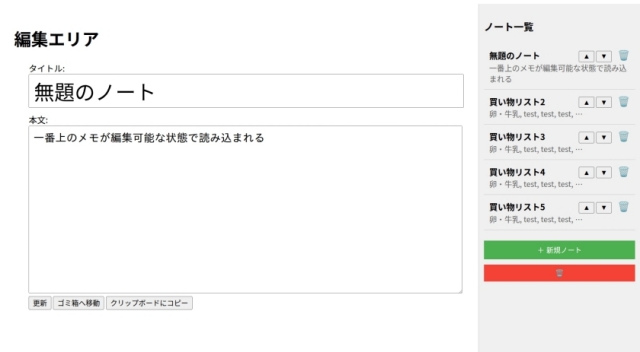 編集エリア
タイトル:
無題のノート
本文:
一番上のメモが編集可能な状態で読み込まれる
更新 ゴミ箱へ移動 クリップボードにコピー
ノート一覧
無題のノート ▲ ▼
一番上のメモが編集可能な状態で読み込
まれる
買い物リスト2 ▲ ▼
卵・牛乳, test, test, test, …
買い物リスト3 ▲ ▼
卵・牛乳, test, test, test, …
買い物リスト4 ▲ ▼
卵・牛乳, test, test, test, …
買い物リスト5 ▲ ▼
卵・牛乳, test, test, test, …
+ 新規ノート